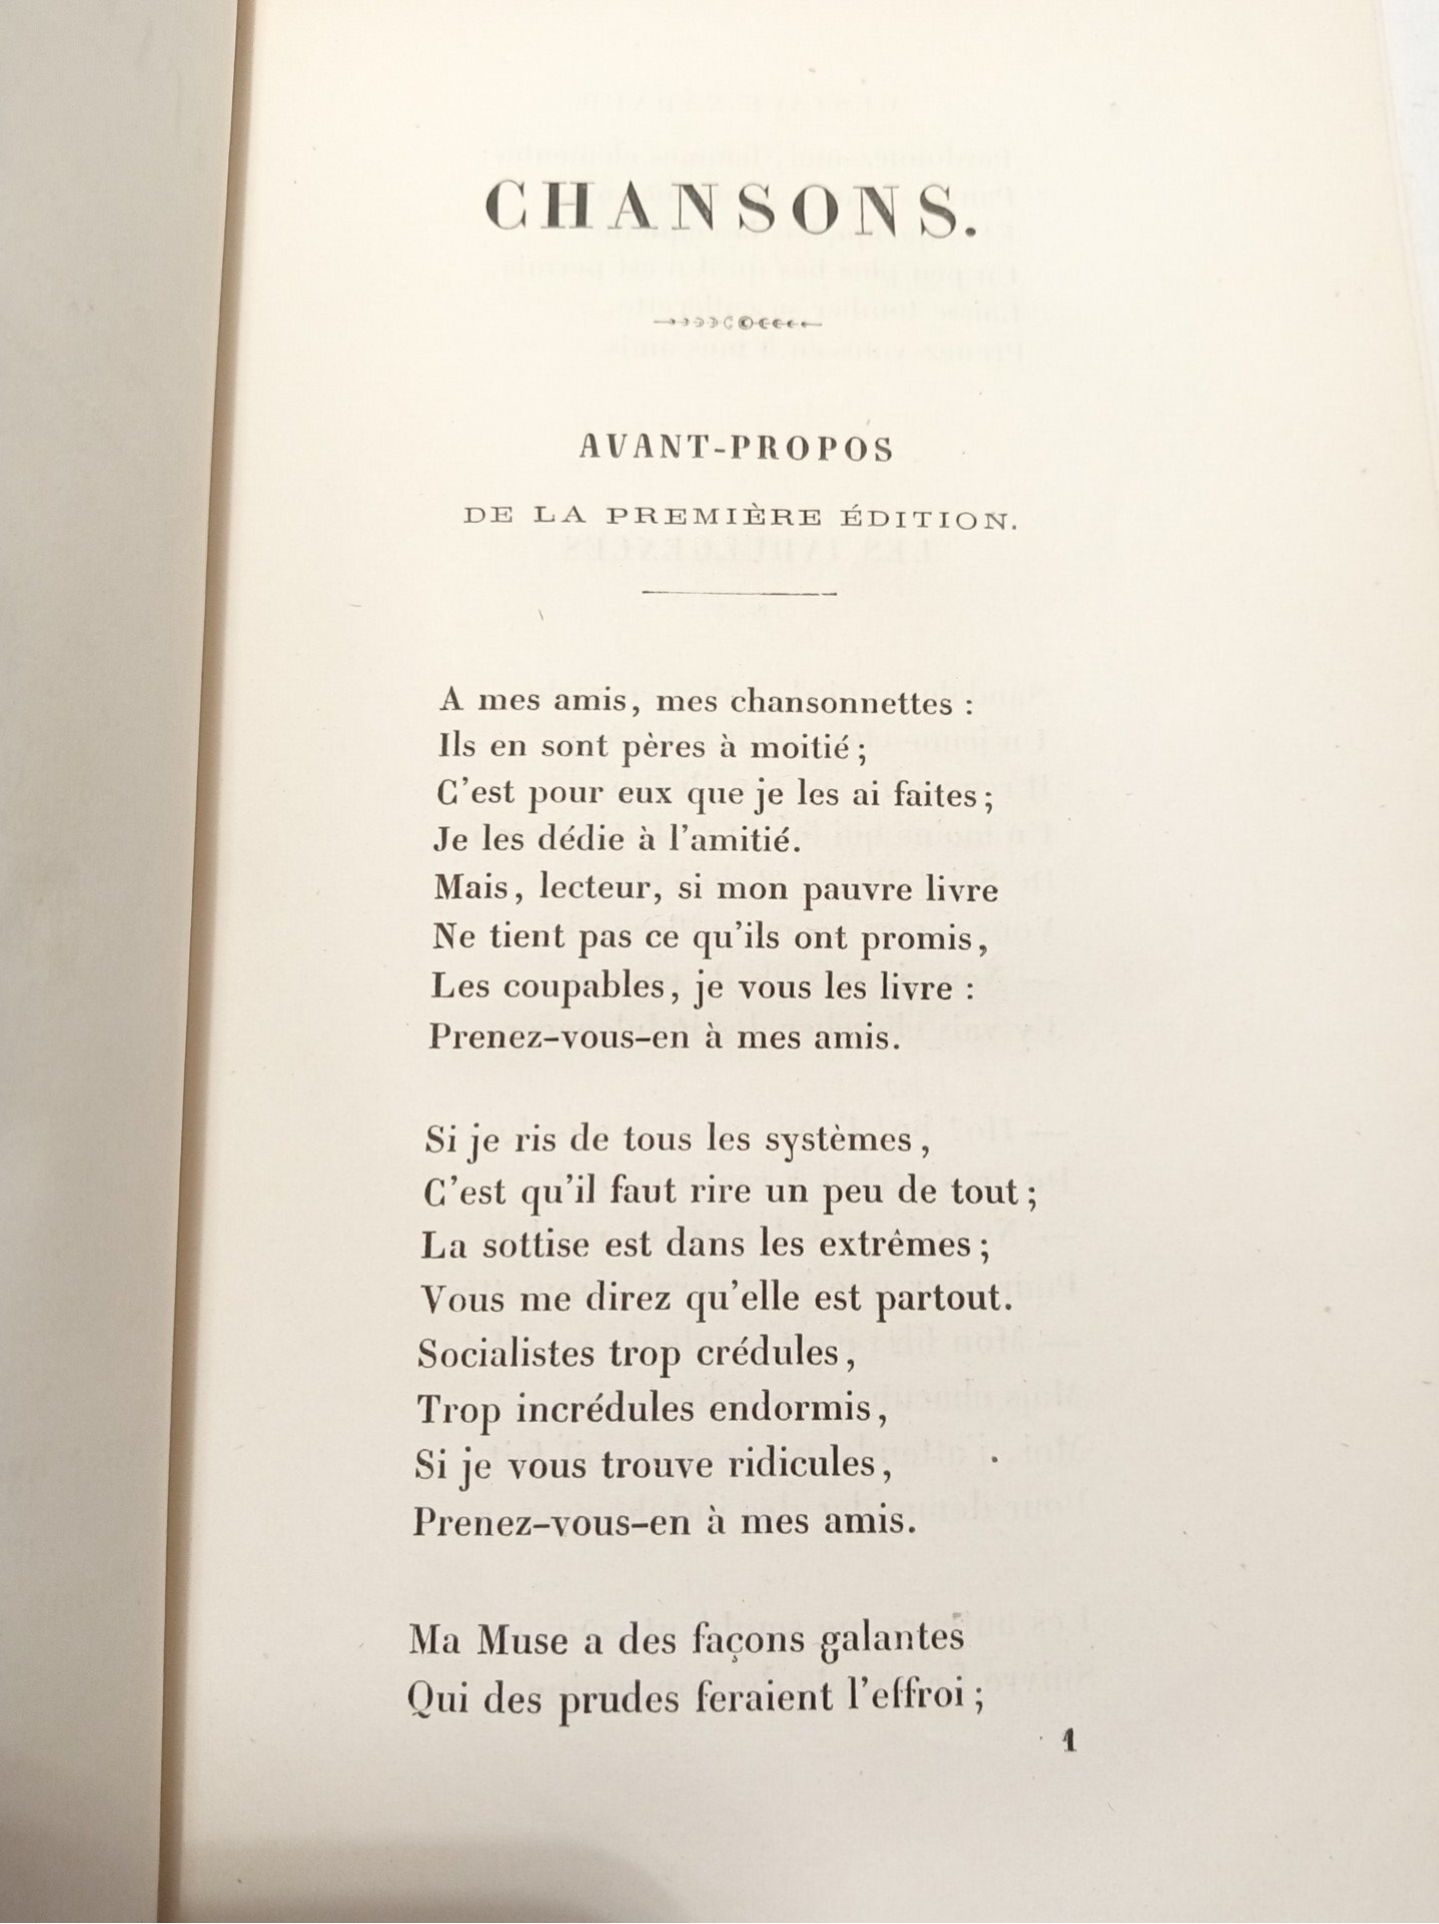 CHANSONS.
AVANT-PROPOS
DE LA PREMIÈRE ÉDITION.
A mes amis, mes chansonnettes :
Ils en sont pères à moitié ;
C'est pour eux que je les ai faites ;
Je les dédie à l'amitié.
Mais, lecteur, si mon pauvre livre
Ne tient pas ce qu'ils ont promis,
Les coupables, je vous les livre :
Prenez-vous-en à mes amis.
Si je ris de tous les systèmes,
C'est qu'il faut rire un peu de tout ;
La sottise est dans les extrêmes ;
Vous me direz qu'elle est partout.
Socialistes trop crédules,
Trop incrédules endormis,
Si je vous trouve ridicules,
Prenez-vous-en à mes amis.
Ma Muse a des façons galantes
Qui des prudes feraient l'effroi ;
1